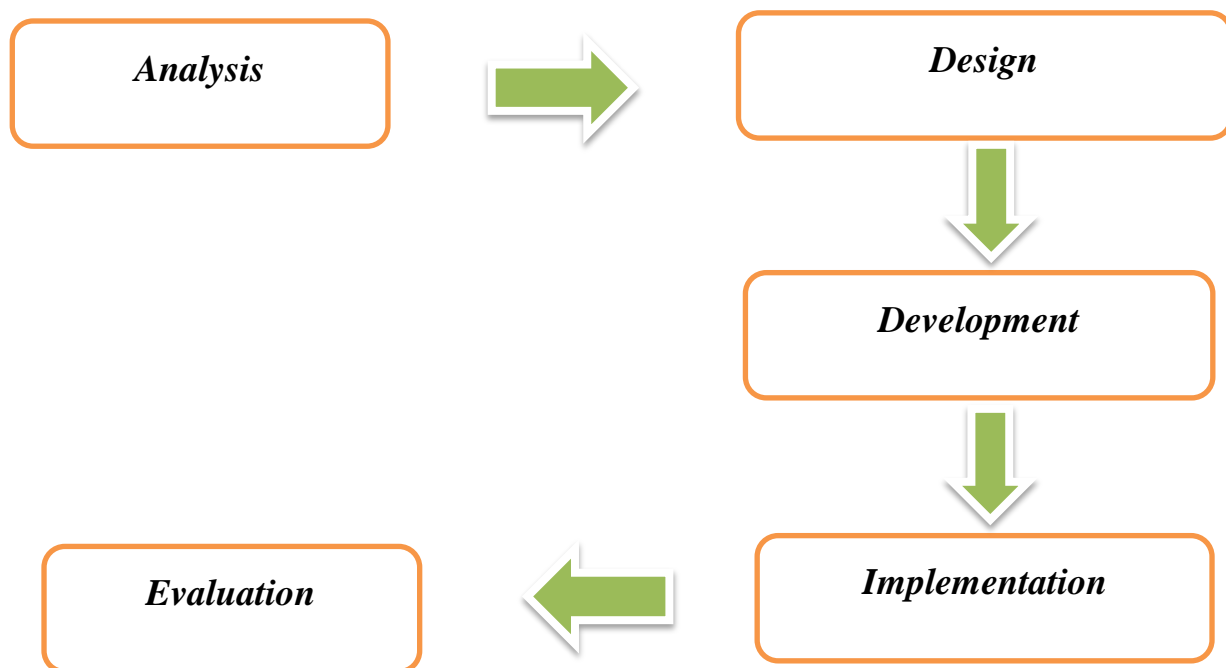 Analysis
Design
Development
Implementation
Evaluation